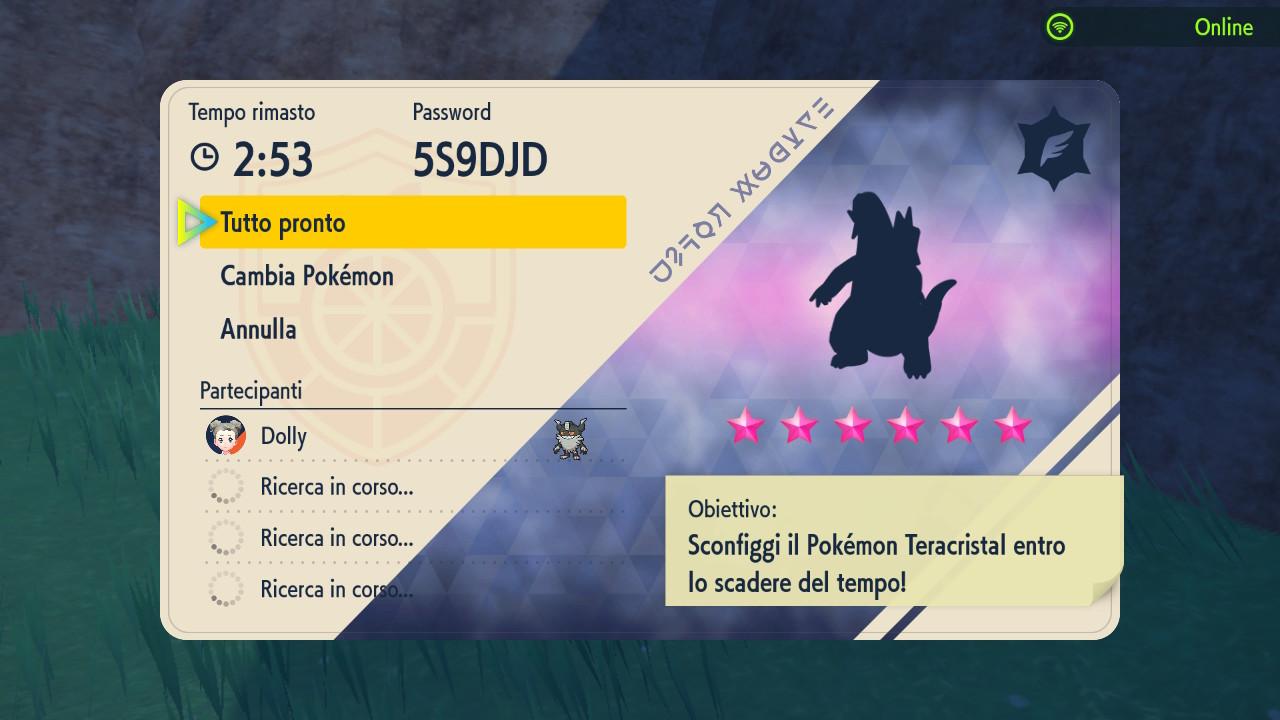 Online
Tempo rimasto
Password
2:53
5S9DJD
Tutto pronto
Cambia Pokémon
Annulla
Partecipanti
Dolly
Ricerca in corso...
Ricerca in corso...
Ricerca in corso...
Obiettivo:
Sconfiggi il Pokémon Teracristal entro
lo scadere del tempo!